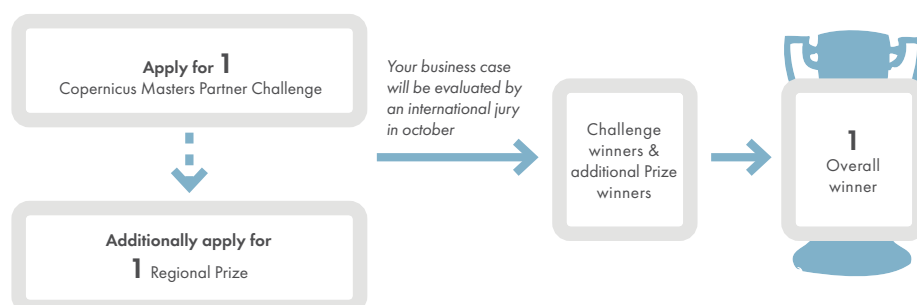 Apply for 1
Copernicus Masters Partner Challenge
Your business case
will be evaluated by
an international jury
in october
Additionally apply for
1 Regional Prize
Challenge
winners &
additional Prize
winners
1
Overall
winner